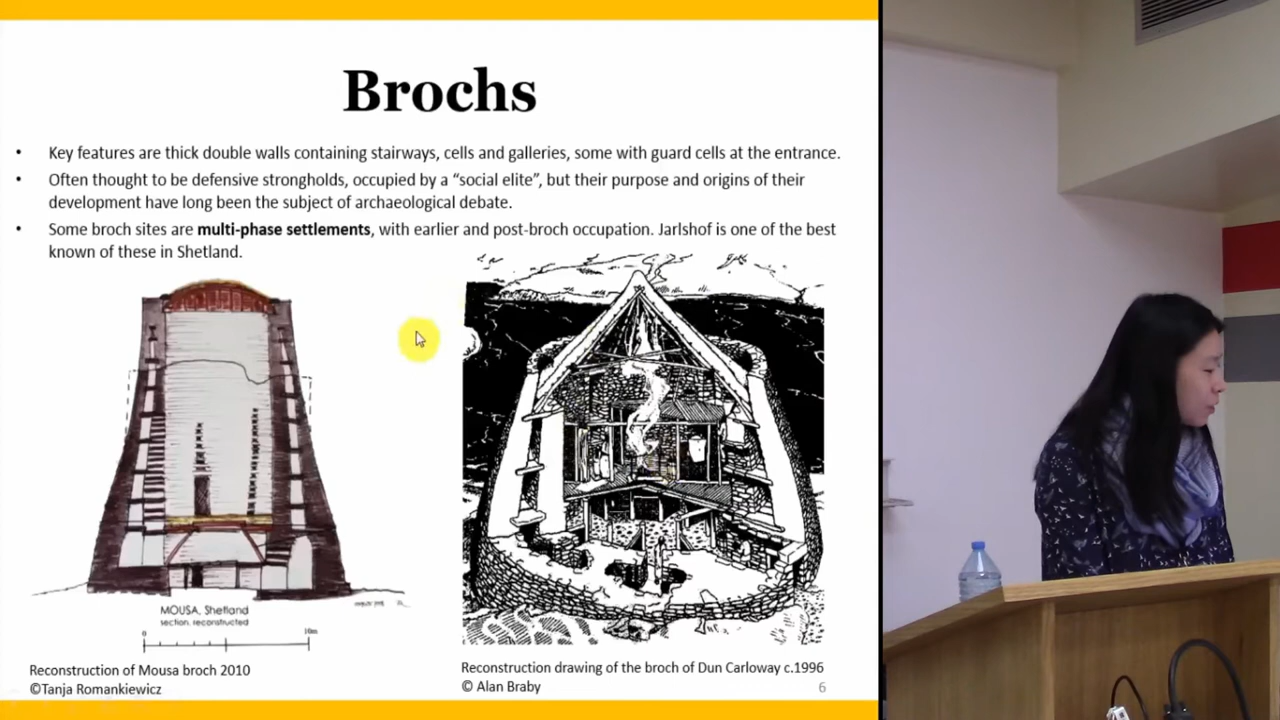 Brochs
• Key features are thick double walls containing stairways, cells and galleries, some with guard cells at the entrance.
• Often thought to be defensive strongholds, occupied by a “social elite”, but their purpose and origins of their
development have long been the subject of archaeological debate.
• Some broch sites are multi-phase settlements, with earlier and post-broch occupation. Jarlshof is one of the best
known of these in Shetland.
MOUSA, Shetland
section, reconstructed
0 10m
Reconstruction of Mousa broch 2010
©Tanja Romankiewicz
Reconstruction drawing of the broch of Dun Carloway c.1996
© Alan Braby
6